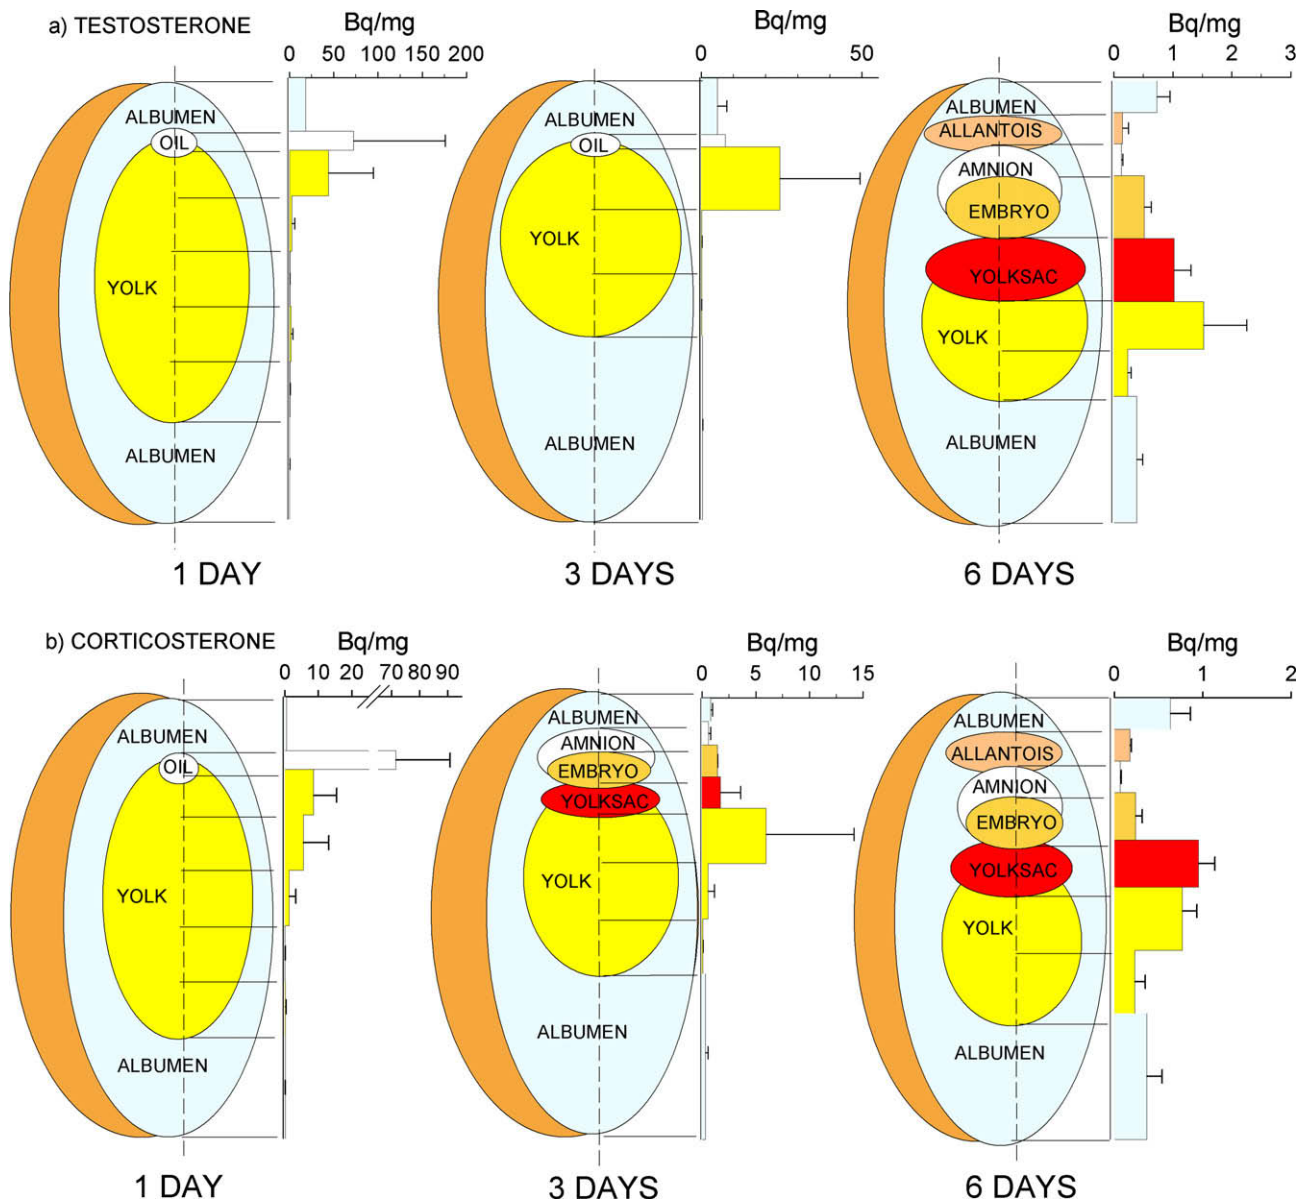 a) TESTOSTERONE
Bq/mg
0 50 100 150 200
ALBUMEN
OIL
YOLK
ALBUMEN
1 DAY
Bq/mg
0 50
ALBUMEN
OIL
YOLK
ALBUMEN
3 DAYS
Bq/mg
0 1 2 3
ALBUMEN
ALLANTOIS
AMNION
EMBRYO
YOLKSAC
YOLK
ALBUMEN
6 DAYS
b) CORTICOSTERONE
Bq/mg
0 10 20 70 80 90
ALBUMEN
OIL
YOLK
ALBUMEN
1 DAY
Bq/mg
0 5 10 15
ALBUMEN
AMNION
EMBRYO
YOLKSAC
YOLK
ALBUMEN
3 DAYS
Bq/mg
0 1 2
ALBUMEN
ALLANTOIS
AMNION
EMBRYO
YOLKSAC
YOLK
ALBUMEN
6 DAYS